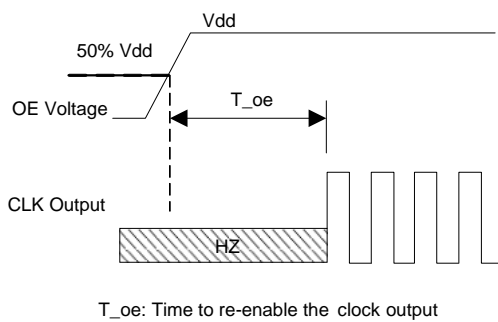 Vdd
50% Vdd
T_oe
OE Voltage
CLK Output
HZ
T_oe: Time to re-enable the clock output